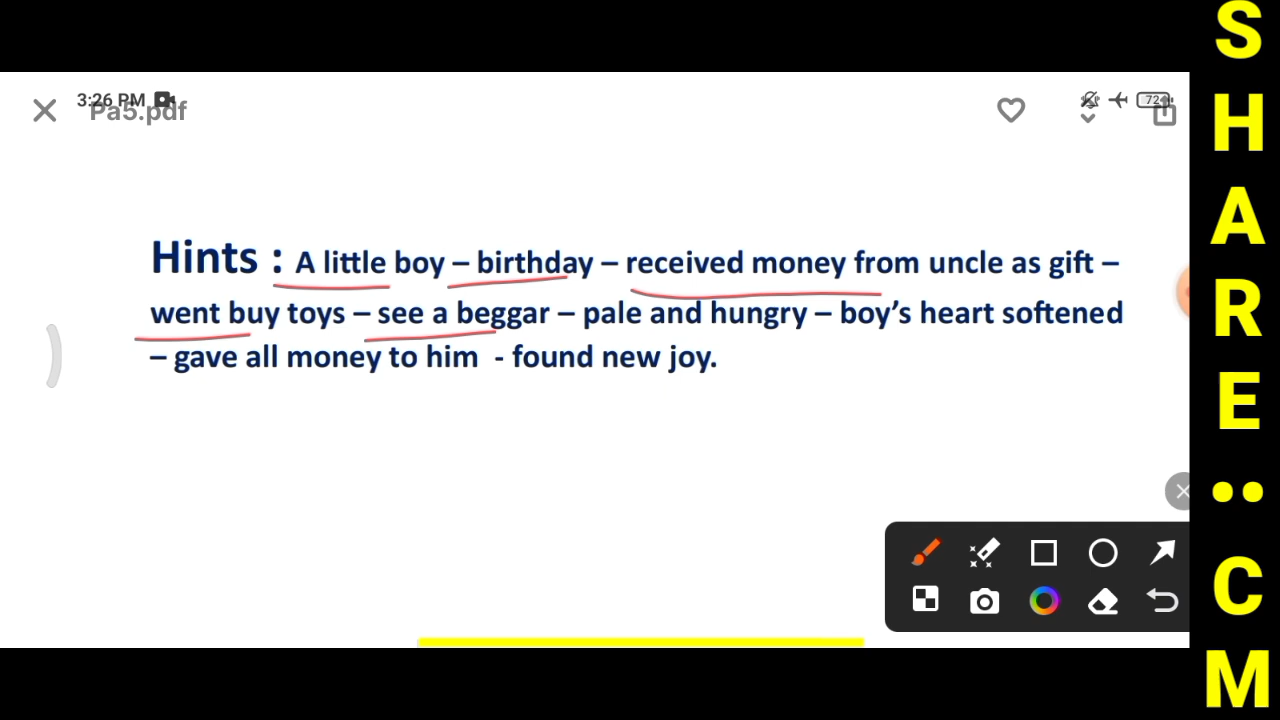 3:26 PM
72
Pa5.pdf
Hints : A little boy – birthday – received money from uncle as gift –
went buy toys – see a beggar – pale and hungry – boy’s heart softened
– gave all money to him - found new joy.
S
H
A
R
E
••
C
M